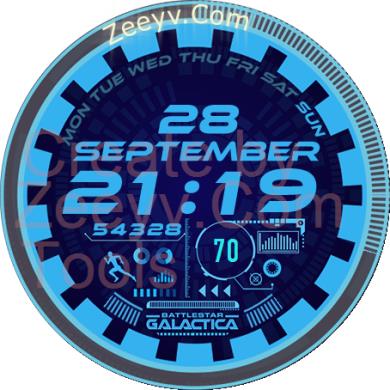 Zeeyv.Com
MON TUE WED THU FRI SAT SUN
28
SEPTEMBER
21:19
54328
70
BATTLESTAR
GALACTICA
Create by
Zeeyv.Com
Tools